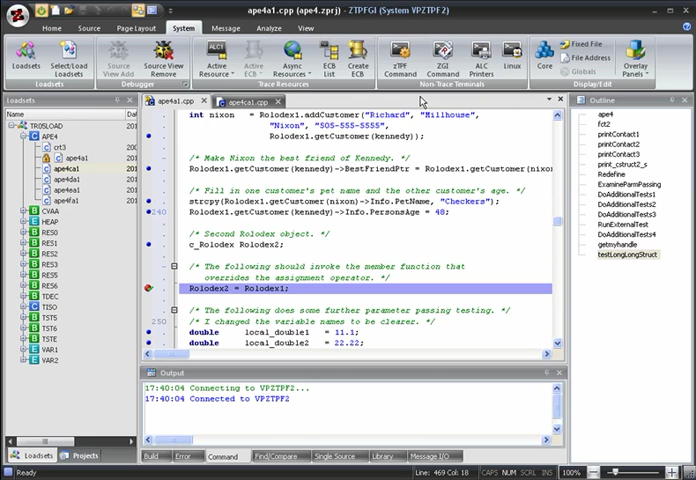 ape4a1.cpp (ape4.zprj) - ZTPFGI (System VPZTPF2)
Home Source Page Layout System Message Analyze View
Loadsets Select/Load Loadsets Source View Add Source View Remove Active Resource ALC1 Active Trace Async Resources ECB List Create ECB zTPF Command ZGI Command ALC Printers Linux Core Fixed File File Address Globals Overlay Panels
Loadsets Debugger Trace Resources Non-Trace Terminals Display/Edit
Loadsets
Name Da
TR05LOAD 201
APE4
crt3 200
ape4a1 201
ape4ca1 201
ape4da1 201
ape4ea1 201
ape4fa1 201
CVAA
HEAP
RES0
RES1
RES2
RES3
RES5
RES6
TDEC
TISO
TST5
TST6
TSTE
VAR1
VAR2
Loadsets Projects
ape4a1.cpp ape4ca1.cpp
int nixon = Rolodex1.addCustomer("Richard", "Millhouse",
"Nixon", "505-555-5555",
Rolodex1.getCustomer(kennedy));
/* Make Nixon the best friend of Kennedy. */
Rolodex1.getCustomer(kennedy)->BestFriendPtr = Rolodex1.getCustomer(nixon
/* Fill in one customer's pet name and the other customer's age. */
strcpy(Rolodex1.getCustomer(nixon)->Info.PetName, "Checkers");
240 Rolodex1.getCustomer(kennedy)->Info.PersonsAge = 48;
/* Second Rolodex object. */
c_Rolodex Rolodex2;
/* The following should invoke the member function that
overrides the assignment operator. */
Rolodex2 = Rolodex1;
/* The following does some further parameter passing testing. */
250 /* I changed the variable names to be clearer. */
double local_double1 = 11.1;
double local_double2 = 22.22;
Output
17:40:04 Connecting to VPZTPF2...
17:40:04 Connected to VPZTPF2
Build Error Command Find/Compare Single Source Library Message I/O
Outline
ape4
fct2
printContact1
printContact2
printContact3
print_cstruct2_s
Redefine
ExamineParmPassing
DoAdditionalTests1
DoAdditionalTests2
DoAdditionalTests3
RunExternalTest
DoAdditionalTests4
getmyhandle
testLongLongStruct
Ready Line: 469 Col: 18 CAPS NUM SCRL INS 100%